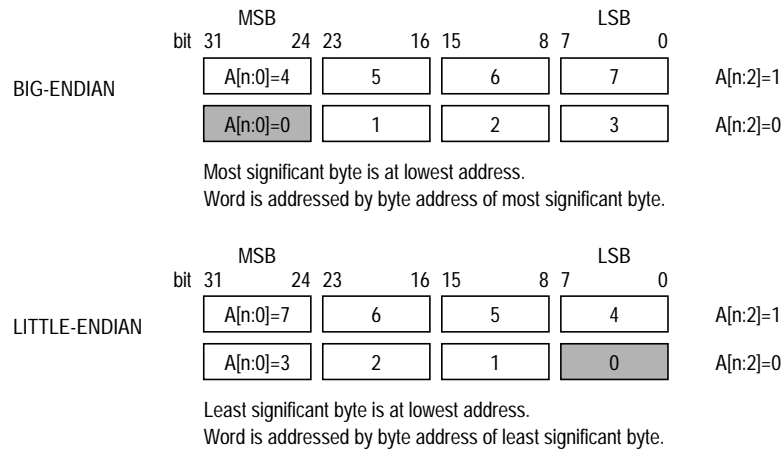 MSB LSB
bit 31 24 23 16 15 8 7 0
BIG-ENDIAN
A[n:0]=4 5 6 7 A[n:2]=1
A[n:0]=0 1 2 3 A[n:2]=0
Most significant byte is at lowest address.
Word is addressed by byte address of most significant byte.
MSB LSB
bit 31 24 23 16 15 8 7 0
LITTLE-ENDIAN
A[n:0]=7 6 5 4 A[n:2]=1
A[n:0]=3 2 1 0 A[n:2]=0
Least significant byte is at lowest address.
Word is addressed by byte address of least significant byte.